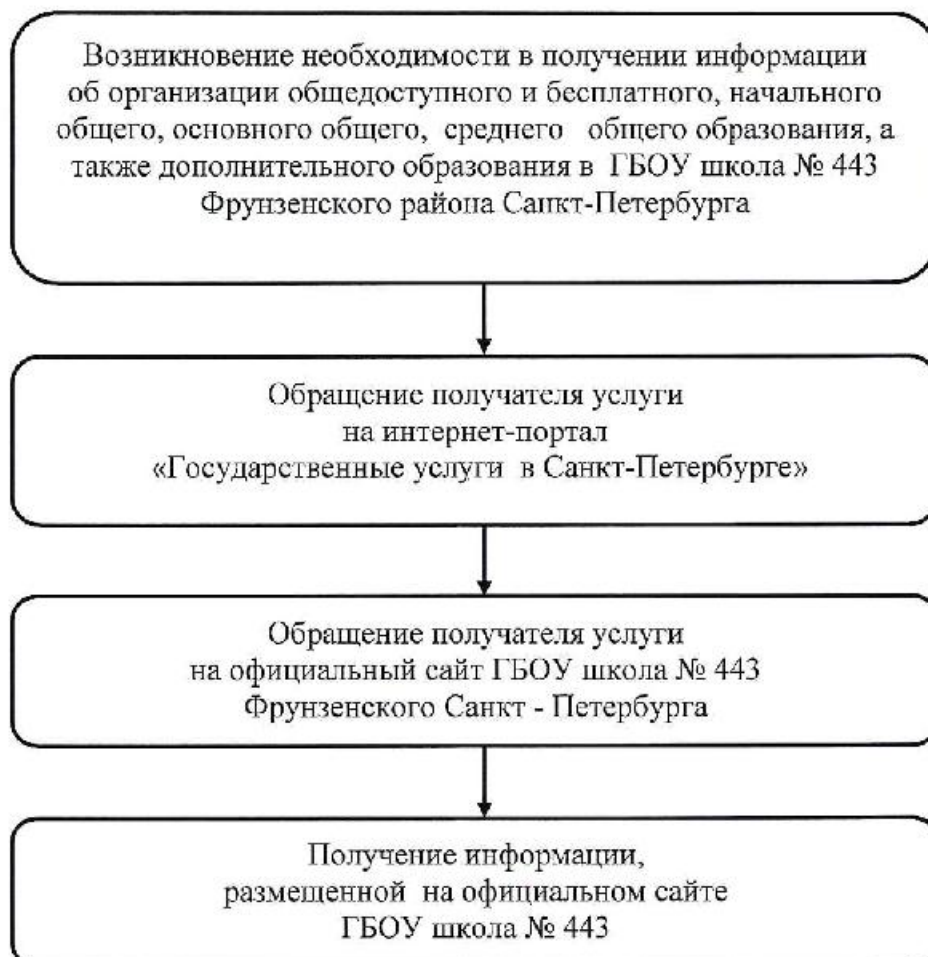 Возникновение необходимости в получении информации
об организации общедоступного и бесплатного, начального
общего, основного общего, среднего общего образования, а
также дополнительного образования в ГБОУ школа № 443
Фрунзенского района Санкт-Петербурга
Обращение получателя услуги
на интернет-портал
«Государственные услуги в Санкт-Петербурге»
Обращение получателя услуги
на официальный сайт ГБОУ школа № 443
Фрунзенского Санкт - Петербурга
Получение информации,
размещенной на официальном сайте
ГБОУ школа № 443